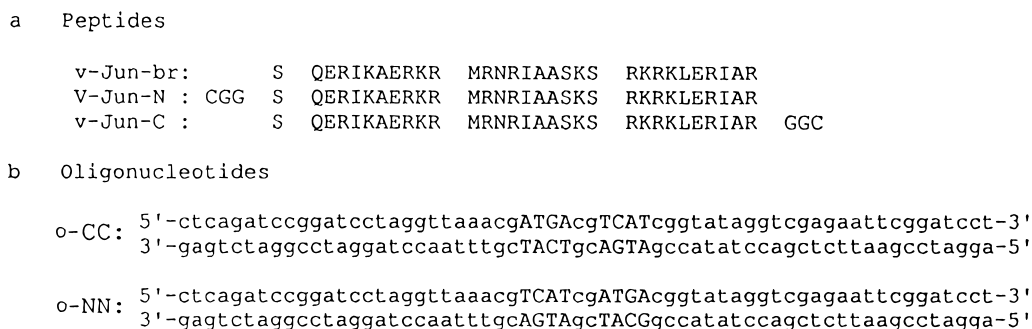 a Peptides
v-Jun-br: S QERIKAERKR MRNRIAASKS RKRKLERIAR
V-Jun-N : CGG S QERIKAERKR MRNRIAASKS RKRKLERIAR
v-Jun-C : S QERIKAERKR MRNRIAASKS RKRKLERIAR GGC
b Oligonucleotides
o-CC: 5'-ctcagatccggatcctaggttaaacgATGAcgTCATcggtataggtcgagaattcggatcct-3'
3'-gagtctaggcctaggatccaatttgcTACTgcAGTAgccatatccagctcttaagcctagga-5'
o-NN: 5'-ctcagatccggatcctaggttaaacgTCATcgATGAcggtataggtcgagaattcggatcct-3'
3'-gagtctaggcctaggatccaatttgcAGTAgcTACGgccatatccagctcttaagcctagga-5'